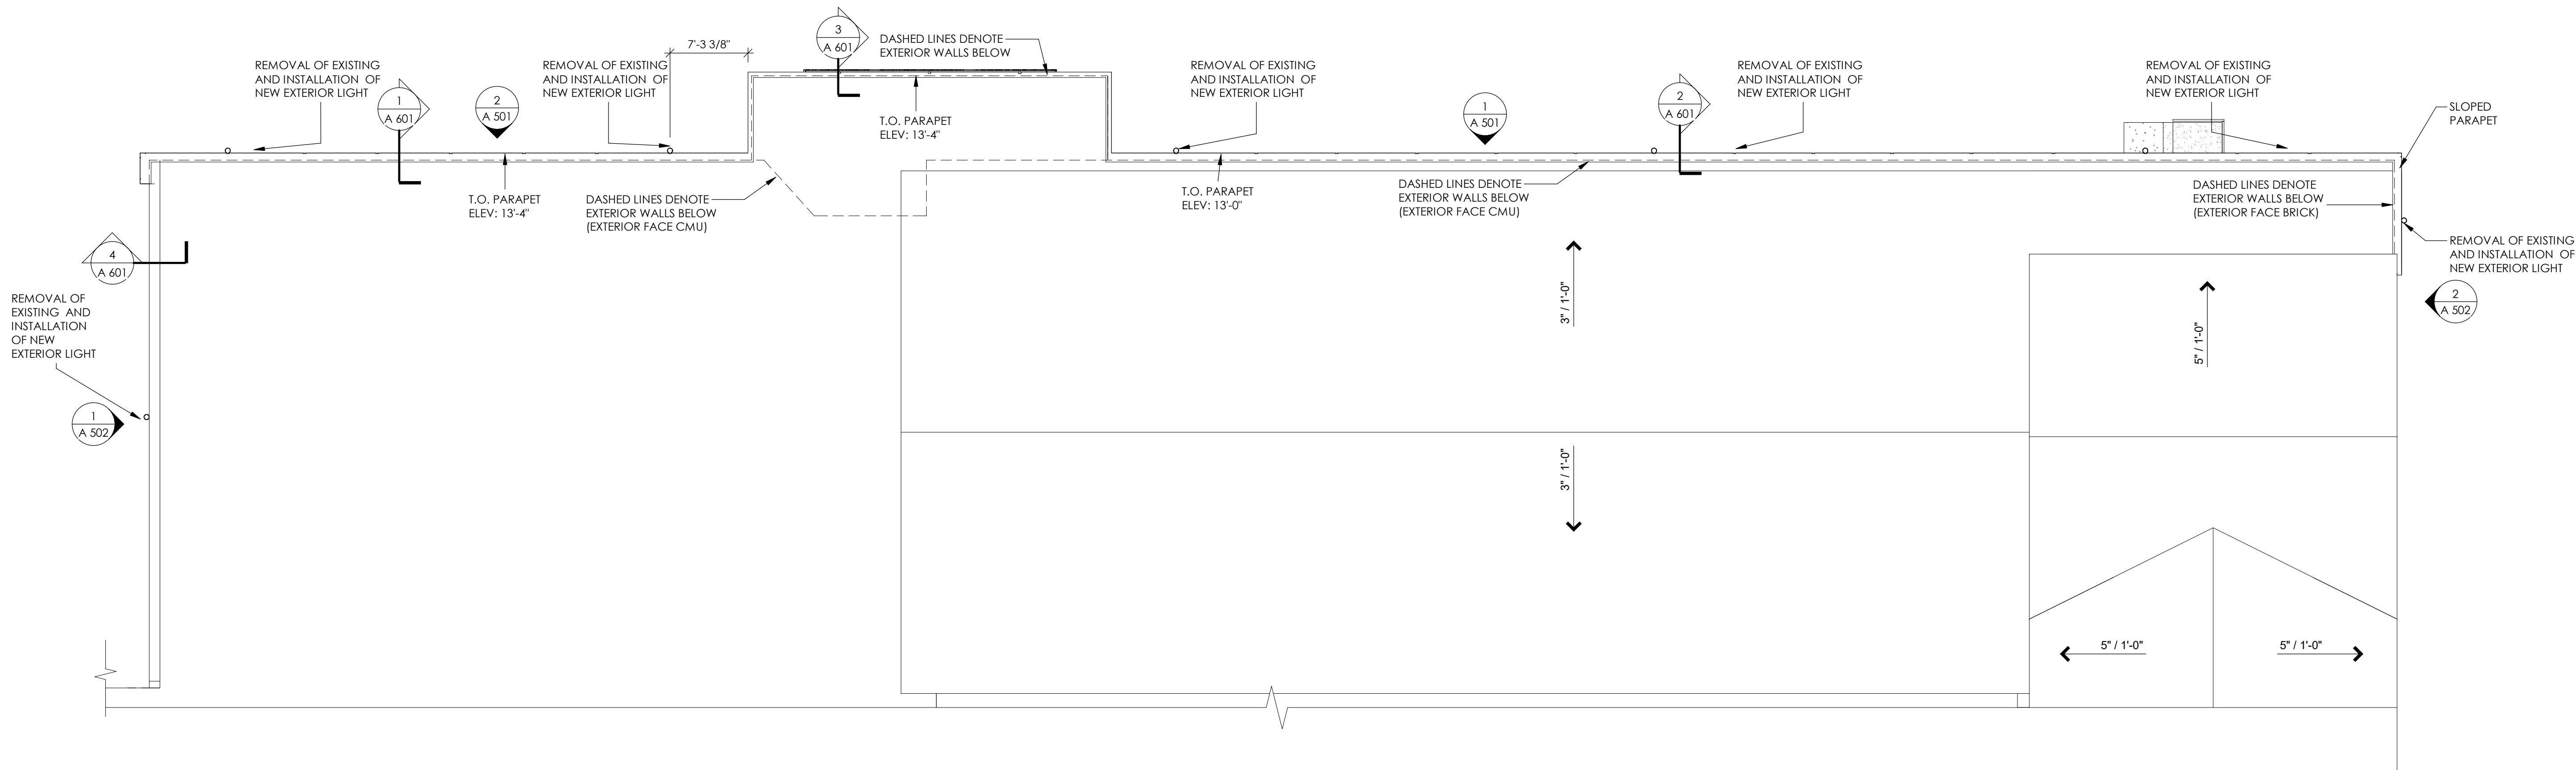 7'-3 3/8"
3
A 601
DASHED LINES DENOTE
EXTERIOR WALLS BELOW
REMOVAL OF EXISTING
AND INSTALLATION  OF
NEW EXTERIOR LIGHT
1
A 601
2
A 501
REMOVAL OF EXISTING
AND INSTALLATION  OF
NEW EXTERIOR LIGHT
T.O. PARAPET
ELEV: 13'-4"
REMOVAL OF EXISTING
AND INSTALLATION  OF
NEW EXTERIOR LIGHT
1
A 501
2
A 601
REMOVAL OF EXISTING
AND INSTALLATION  OF
NEW EXTERIOR LIGHT
REMOVAL OF EXISTING
AND INSTALLATION  OF
NEW EXTERIOR LIGHT
SLOPED
PARAPET
T.O. PARAPET
ELEV: 13'-4"
DASHED LINES DENOTE
EXTERIOR WALLS BELOW
(EXTERIOR FACE CMU)
T.O. PARAPET
ELEV: 13'-0"
DASHED LINES DENOTE
EXTERIOR WALLS BELOW
(EXTERIOR FACE CMU)
DASHED LINES DENOTE
EXTERIOR WALLS BELOW
(EXTERIOR FACE BRICK)
4
A 601
REMOVAL OF EXISTING
AND INSTALLATION  OF
NEW EXTERIOR LIGHT
2
A 502
REMOVAL OF
EXISTING  AND
INSTALLATION
OF NEW
EXTERIOR LIGHT
1
A 502
3" / 1'-0"
5" / 1'-0"
3" / 1'-0"
5" / 1'-0"
5" / 1'-0"